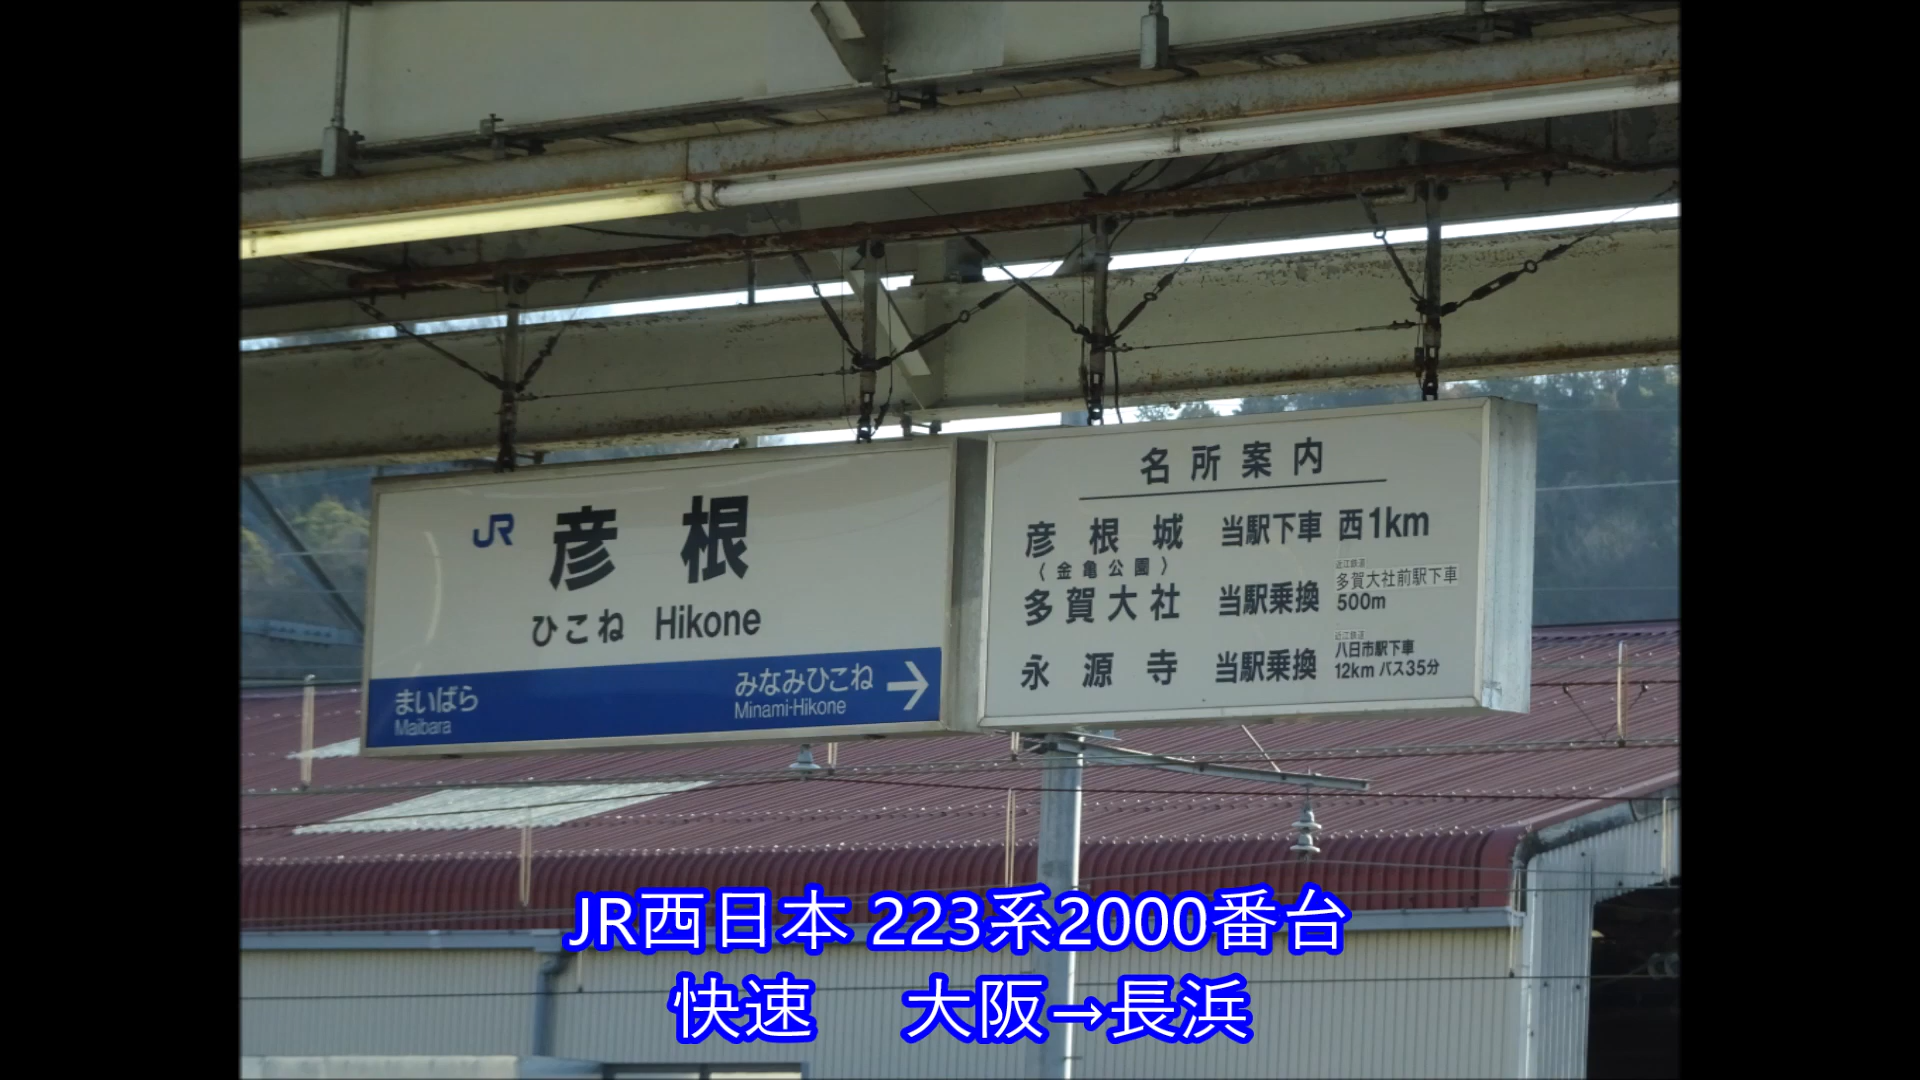 JR 彦根
ひこね Hikone
まいばら
Maibara
みなみひこね →
Minami-Hikone
名所案内
彦根城 当駅下車 西1km
〈金亀公園〉
近江鉄道
多賀大社 当駅乗換 多賀大社前駅下車
500m
近江鉄道
永源寺 当駅乗換 八日市駅下車
12km バス35分
JR西日本 223系2000番台
快速 大阪→長浜